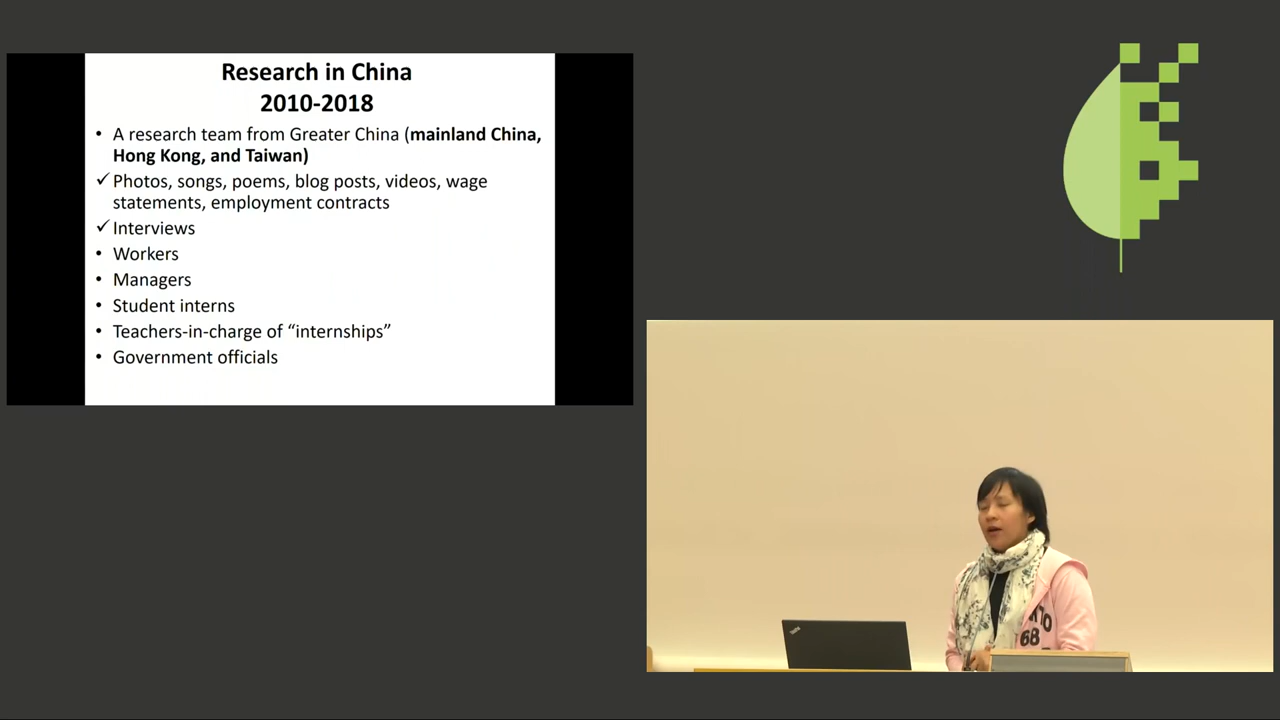 Research in China
2010-2018
• A research team from Greater China (mainland China,
Hong Kong, and Taiwan)
✓ Photos, songs, poems, blog posts, videos, wage
statements, employment contracts
✓ Interviews
• Workers
• Managers
• Student interns
• Teachers-in-charge of “internships”
• Government officials
68